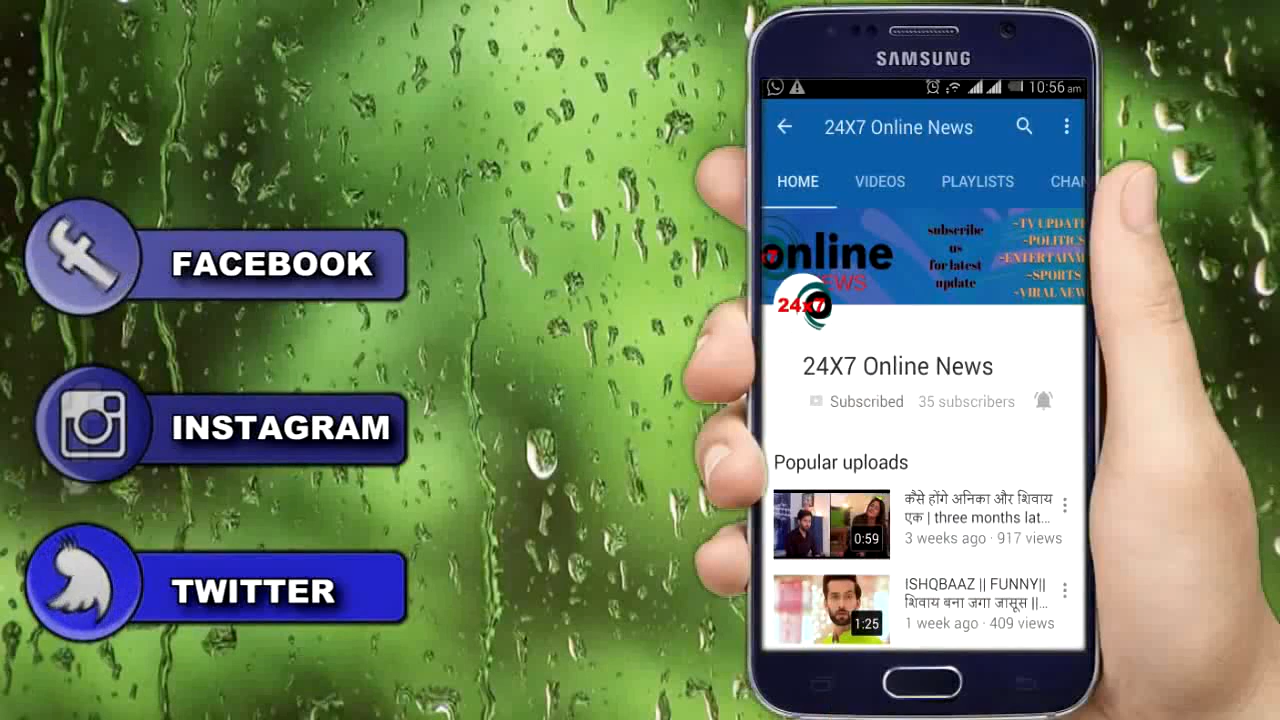 FACEBOOK
INSTAGRAM
TWITTER
SAMSUNG
10:56 am
24X7 Online News
HOME VIDEOS PLAYLISTS CHAN
online
NEWS
subscribe
us
for latest
update
~TV UPDATE
~POLITICS
~ENTERTAINM
~SPORTS
~VIRAL NEW
24x7
24X7 Online News
Subscribed 35 subscribers
Popular uploads
कैसे होंगे अनिका और शिवाय
एक | three months lat...
3 weeks ago · 917 views
0:59
ISHQBAAZ || FUNNY||
शिवाय बना जगा जासूस ||...
1 week ago · 409 views
1:25